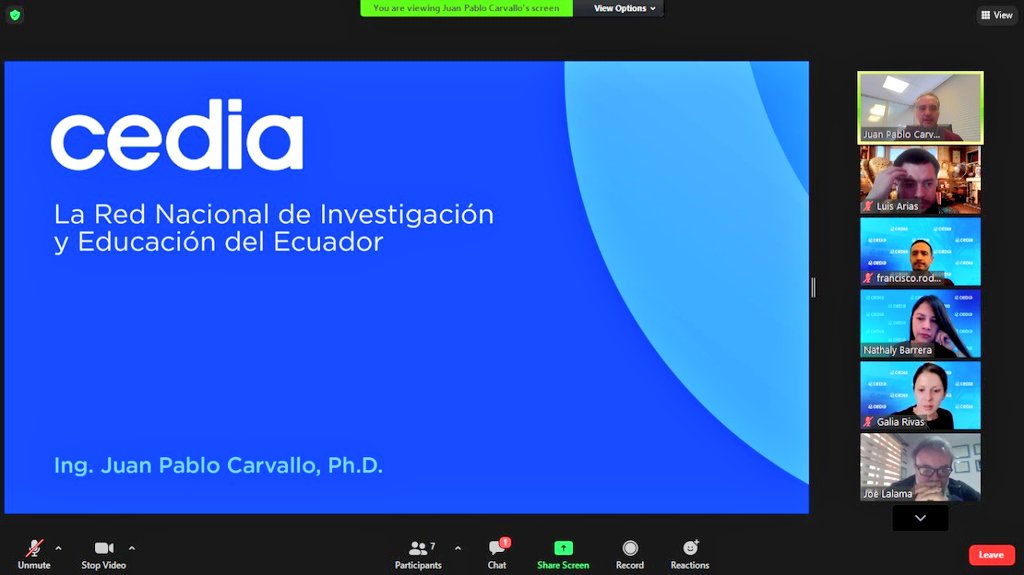 You are viewing Juan Pablo Carvallo's screen
View Options
View
cedia
La Red Nacional de Investigación
y Educación del Ecuador
Ing. Juan Pablo Carvallo, Ph.D.
Juan Pablo Carv...
Luis Arias
francisco.rod...
Nathaly Barrera
Galia Rivas
Joe Lalama
Unmute
Stop Video
Participants
7
Chat
1
Share Screen
Record
Reactions
Leave